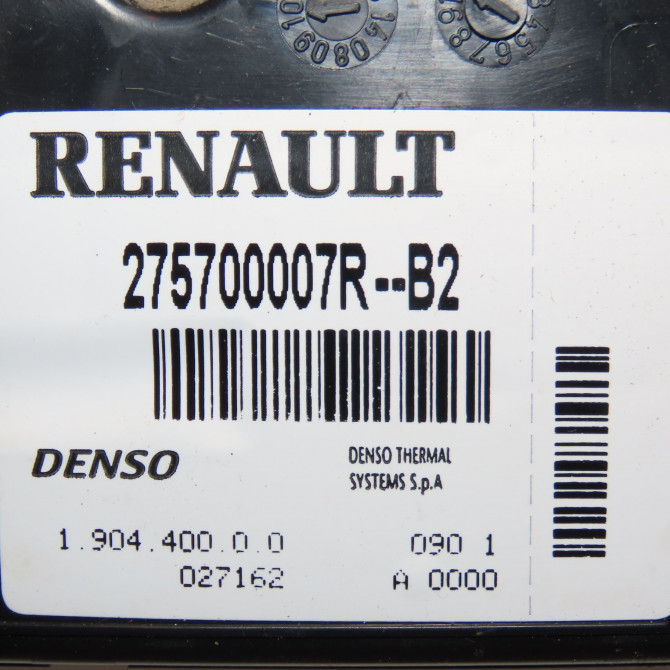 RENAULT
275700007R--B2
DENSO
DENSO THERMAL
SYSTEMS S.p.A
1.904.400.0.0
090 1
027162
A 0000